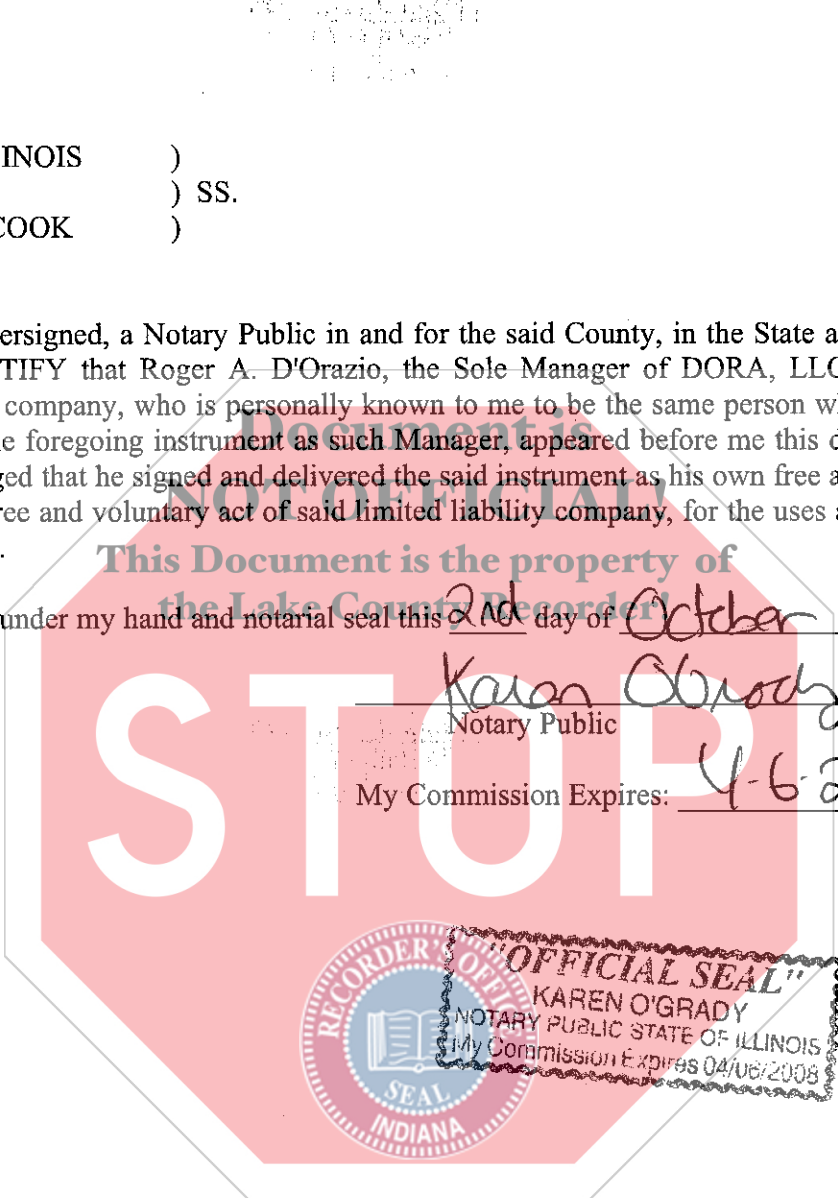 INOIS )
) SS.
COOK )
ersigned, a Notary Public in and for the said County, in the State a
TIFY that Roger A. D'Orazio, the Sole Manager of DORA, LLC
company, who is personally known to me to be the same person w
e foregoing instrument as such Manager, appeared before me this d
ged that he signed and delivered the said instrument as his own free a
ree and voluntary act of said limited liability company, for the uses a
.
Document is
NOT OFFICIAL!
This Document is the property of
the Lake County Recorder!
under my hand and notarial seal this 2nd day of October
Karen O'Grady
Notary Public
My Commission Expires: 4-6-2
STOP
RECORDER'S OFFICE
SEAL
INDIANA
"OFFICIAL SEAL"
KAREN O'GRADY
NOTARY PUBLIC STATE OF ILLINOIS
My Commission Expires 04/06/2008